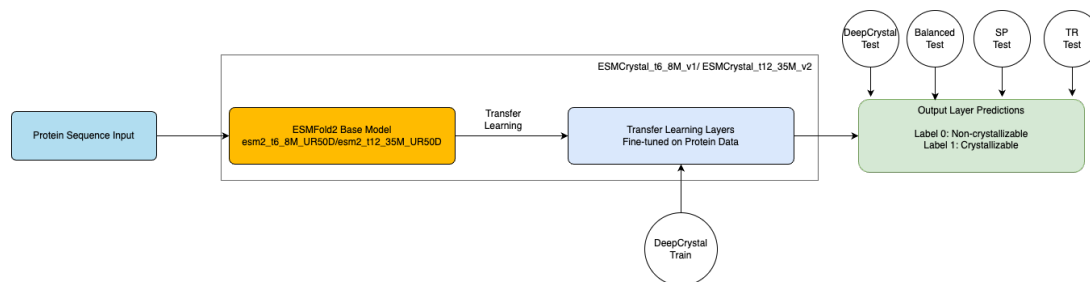 DeepCrystal
Test
Balanced
Test
SP
Test
TR
Test
ESMCrystal_t6_8M_v1/ ESMCrystal_t12_35M_v2
Protein Sequence Input
ESMFold2 Base Model
esm2_t6_8M_UR50D/esm2_t12_35M_UR50D
Transfer
Learning
Transfer Learning Layers
Fine-tuned on Protein Data
Output Layer Predictions
Label 0: Non-crystallizable
Label 1: Crystallizable
DeepCrystal
Train